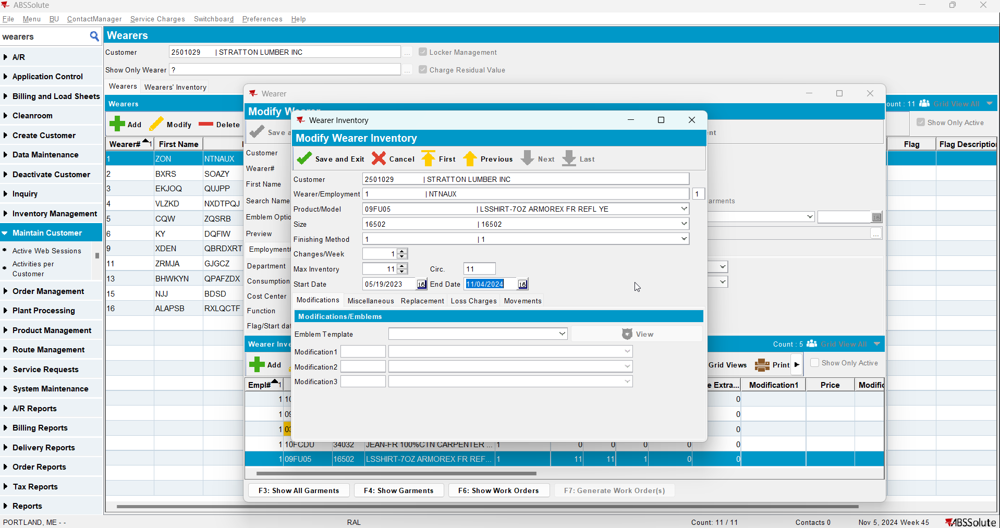 ABSSolute
File Menu BU ContactManager Service Charges Switchboard Preferences Help
wearers
A/R
Application Control
Billing and Load Sheets
Cleanroom
Create Customer
Data Maintenance
Deactivate Customer
Inquiry
Inventory Management
Maintain Customer
Active Web Sessions
Activities per
Customer
Order Management
Plant Processing
Product Management
Route Management
Service Requests
System Maintenance
A/R Reports
Billing Reports
Delivery Reports
Order Reports
Tax Reports
Reports
Wearers
Customer 2501029 | STRATTON LUMBER INC ... Locker Management
Show Only Wearer ? ... Charge Residual Value
Wearers Wearers' Inventory
Wearers
ount : 11 Grid View All
Add Modify Delete
Show Only Active
Wearer# 1 First Name
Flag Flag Descriptio
1 ZON NTNAUX
2 BXRS SOAZY
3 EKJOQ QUJPP
4 VLZKD NXDTPQJ
5 CQW ZQSRB
6 KY DQFIW
9 XDEN QBRDXRT
11 ZRMJA GJGCZ
13 BHWKYN QPAFZDX
15 NJJ BDSD
16 ALAPSB RXLQCTF
Wearer
Modify Wearer
Save a
nt
Customer
Wearer#
First Name
Search Name
arments
Emblem Optio
16
Preview
...
Employment#
Department
Consumption
Cost Center
Function
Flag/Start dat
Wearer Inve
Count : 5 Grid View All
Add
Grid Views Print Show Only Active
Empl# 1
e Extra... Modification1 Price Modific
1 10 0
1 09 0
1 03 0
1 10FCDU 34032 JEAN-FR 100%CTN CARPENTER ... 1 0 0 0 0 0
1 09FU05 16502 LSSHIRT-7OZ ARMOREX FR REF... 1 11 11 1 0 0
F3: Show All Garments F4: Show Garments F6: Show Work Orders F7: Generate Work Order(s)
Wearer Inventory
Modify Wearer Inventory
Save and Exit Cancel First Previous Next Last
Customer 2501029 | STRATTON LUMBER INC
Wearer/Employment 1 | NTNAUX 1
Product/Model 09FU05 | LSSHIRT-7OZ ARMOREX FR REFL YE
Size 16502 | 16502
Finishing Method 1 | 1
Changes/Week 1
Max Inventory 11 Circ. 11
Start Date 05/19/2023 16 End Date 11/04/2024 16
Modifications Miscellaneous Replacement Loss Charges Movements
Modifications/Emblems
Emblem Template View
Modification1
Modification2
Modification3
PORTLAND, ME - - RAL Count: 11 / 11 Contacts 0 Nov 5, 2024 Week 45 ABSSolute